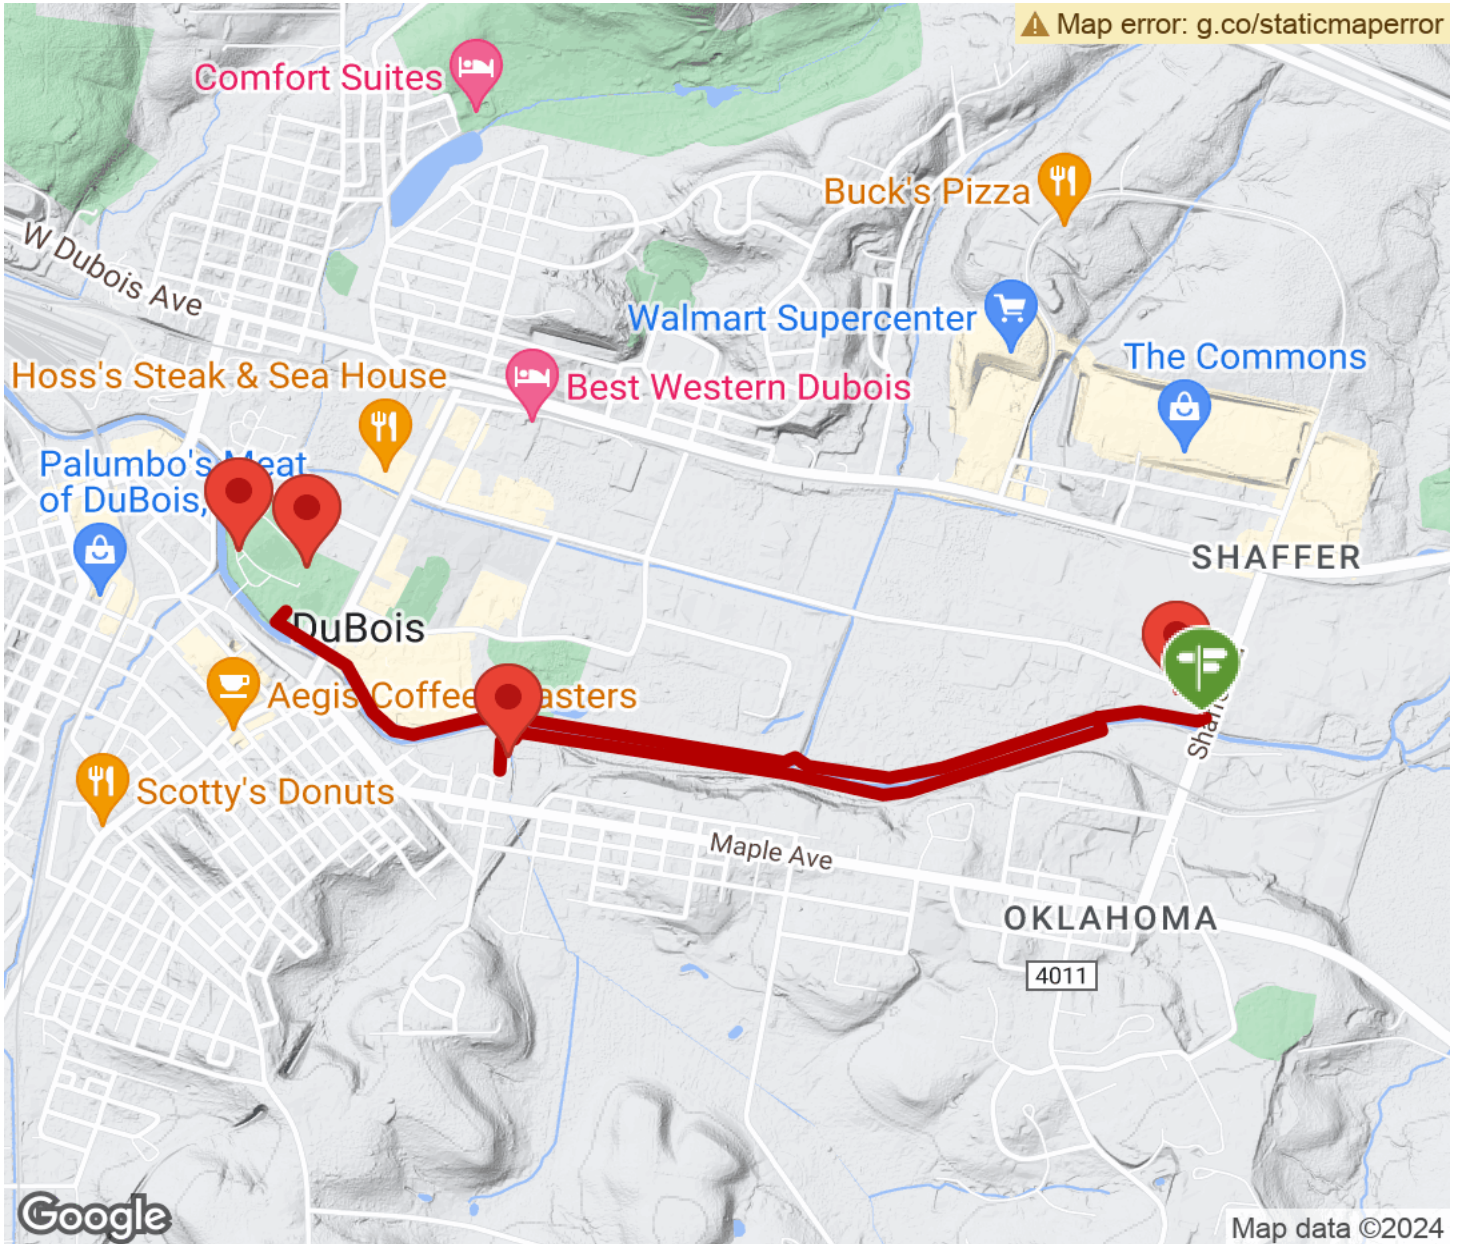 Map error: g.co/staticmaperror
Comfort Suites
Buck's Pizza
W Dubois Ave
Walmart Supercenter
The Commons
Hoss's Steak & Sea House
Best Western Dubois
Palumbo's Meat
of DuBois,
SHAFFER
DuBois
Aegis Coffee
asters
Scotty's Donuts
Maple Ave
OKLAHOMA
4011
Google
Map data ©2024